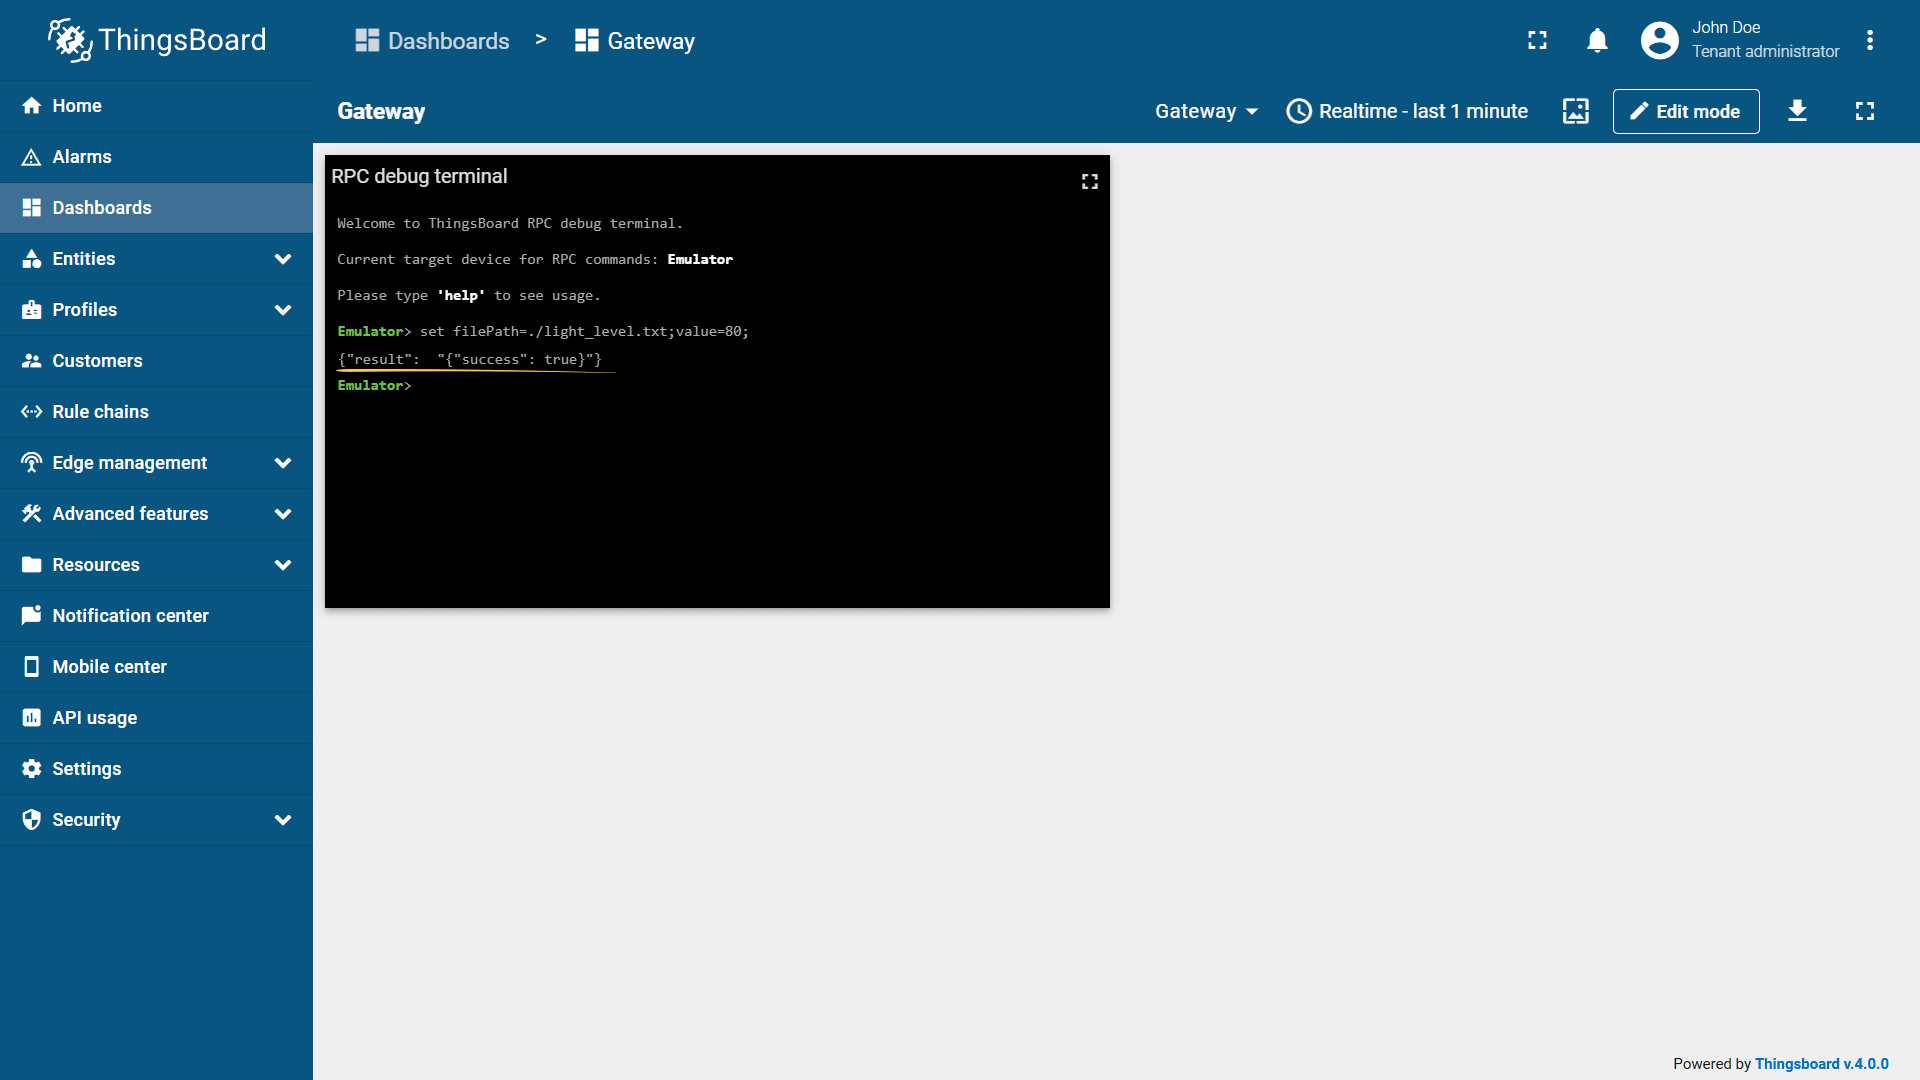 ThingsBoard
Dashboards > Gateway
John Doe
Tenant administrator
Home
Alarms
Dashboards
Entities
Profiles
Customers
Rule chains
Edge management
Advanced features
Resources
Notification center
Mobile center
API usage
Settings
Security
Gateway
Gateway
Realtime - last 1 minute
Edit mode
RPC debug terminal
Welcome to ThingsBoard RPC debug terminal.
Current target device for RPC commands: Emulator
Please type 'help' to see usage.
Emulator> set filePath=./light_level.txt;value=80;
{"result":  "{"success": true}"}
Emulator>
Powered by Thingsboard v.4.0.0